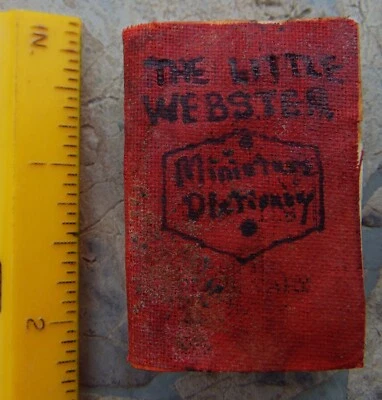 IN.
THE LITTLE
WEBSTER
Miniature
Dictionary
2